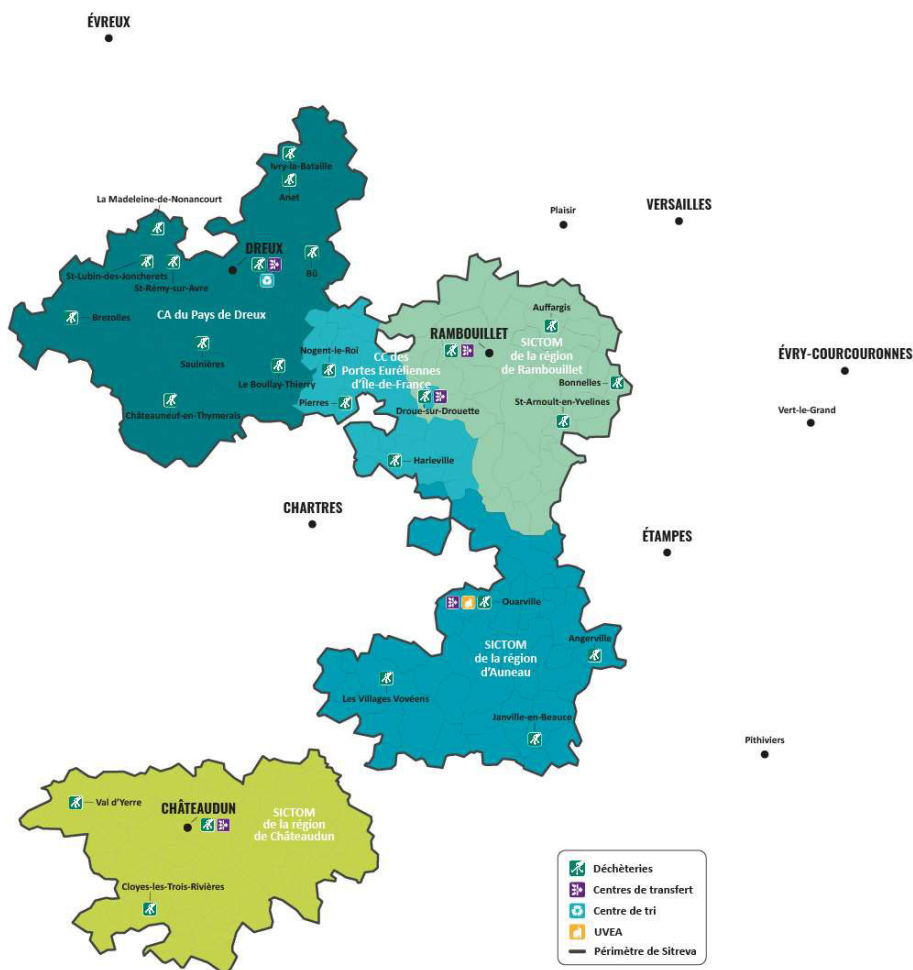 ÉVREUX
Ivry-la-Bataille
Anet
La Madeleine-de-Nonancourt
Plaisir
VERSAILLES
DREUX
Bû
St-Lubin-des-Joncherets
St-Rémy-sur-Avre
Auffargis
Brezolles
CA du Pays de Dreux
RAMBOUILLET
SICTOM
de la région
de Rambouillet
ÉVRY-COURCOURONNES
Saulnières
Nogent-le-Roi
CC des
Portes Euréliennes
d'Île-de-France
Le Boullay-Thierry
Bonnelles
Pierres
Droue-sur-Drouette
St-Arnoult-en-Yvelines
Châteauneuf-en-Thymerais
Vert-le-Grand
Harleville
CHARTRES
ÉTAMPES
Ouarville
SICTOM
de la région
d'Auneau
Angerville
Les Villages Vovéens
Janville-en-Beauce
Pithiviers
Val d'Yerre
CHÂTEAUDUN
SICTOM
de la région
de Châteaudun
Cloyes-les-Trois-Rivières
Déchèteries
Centres de transfert
Centre de tri
UVEA
Périmètre de Sitreva